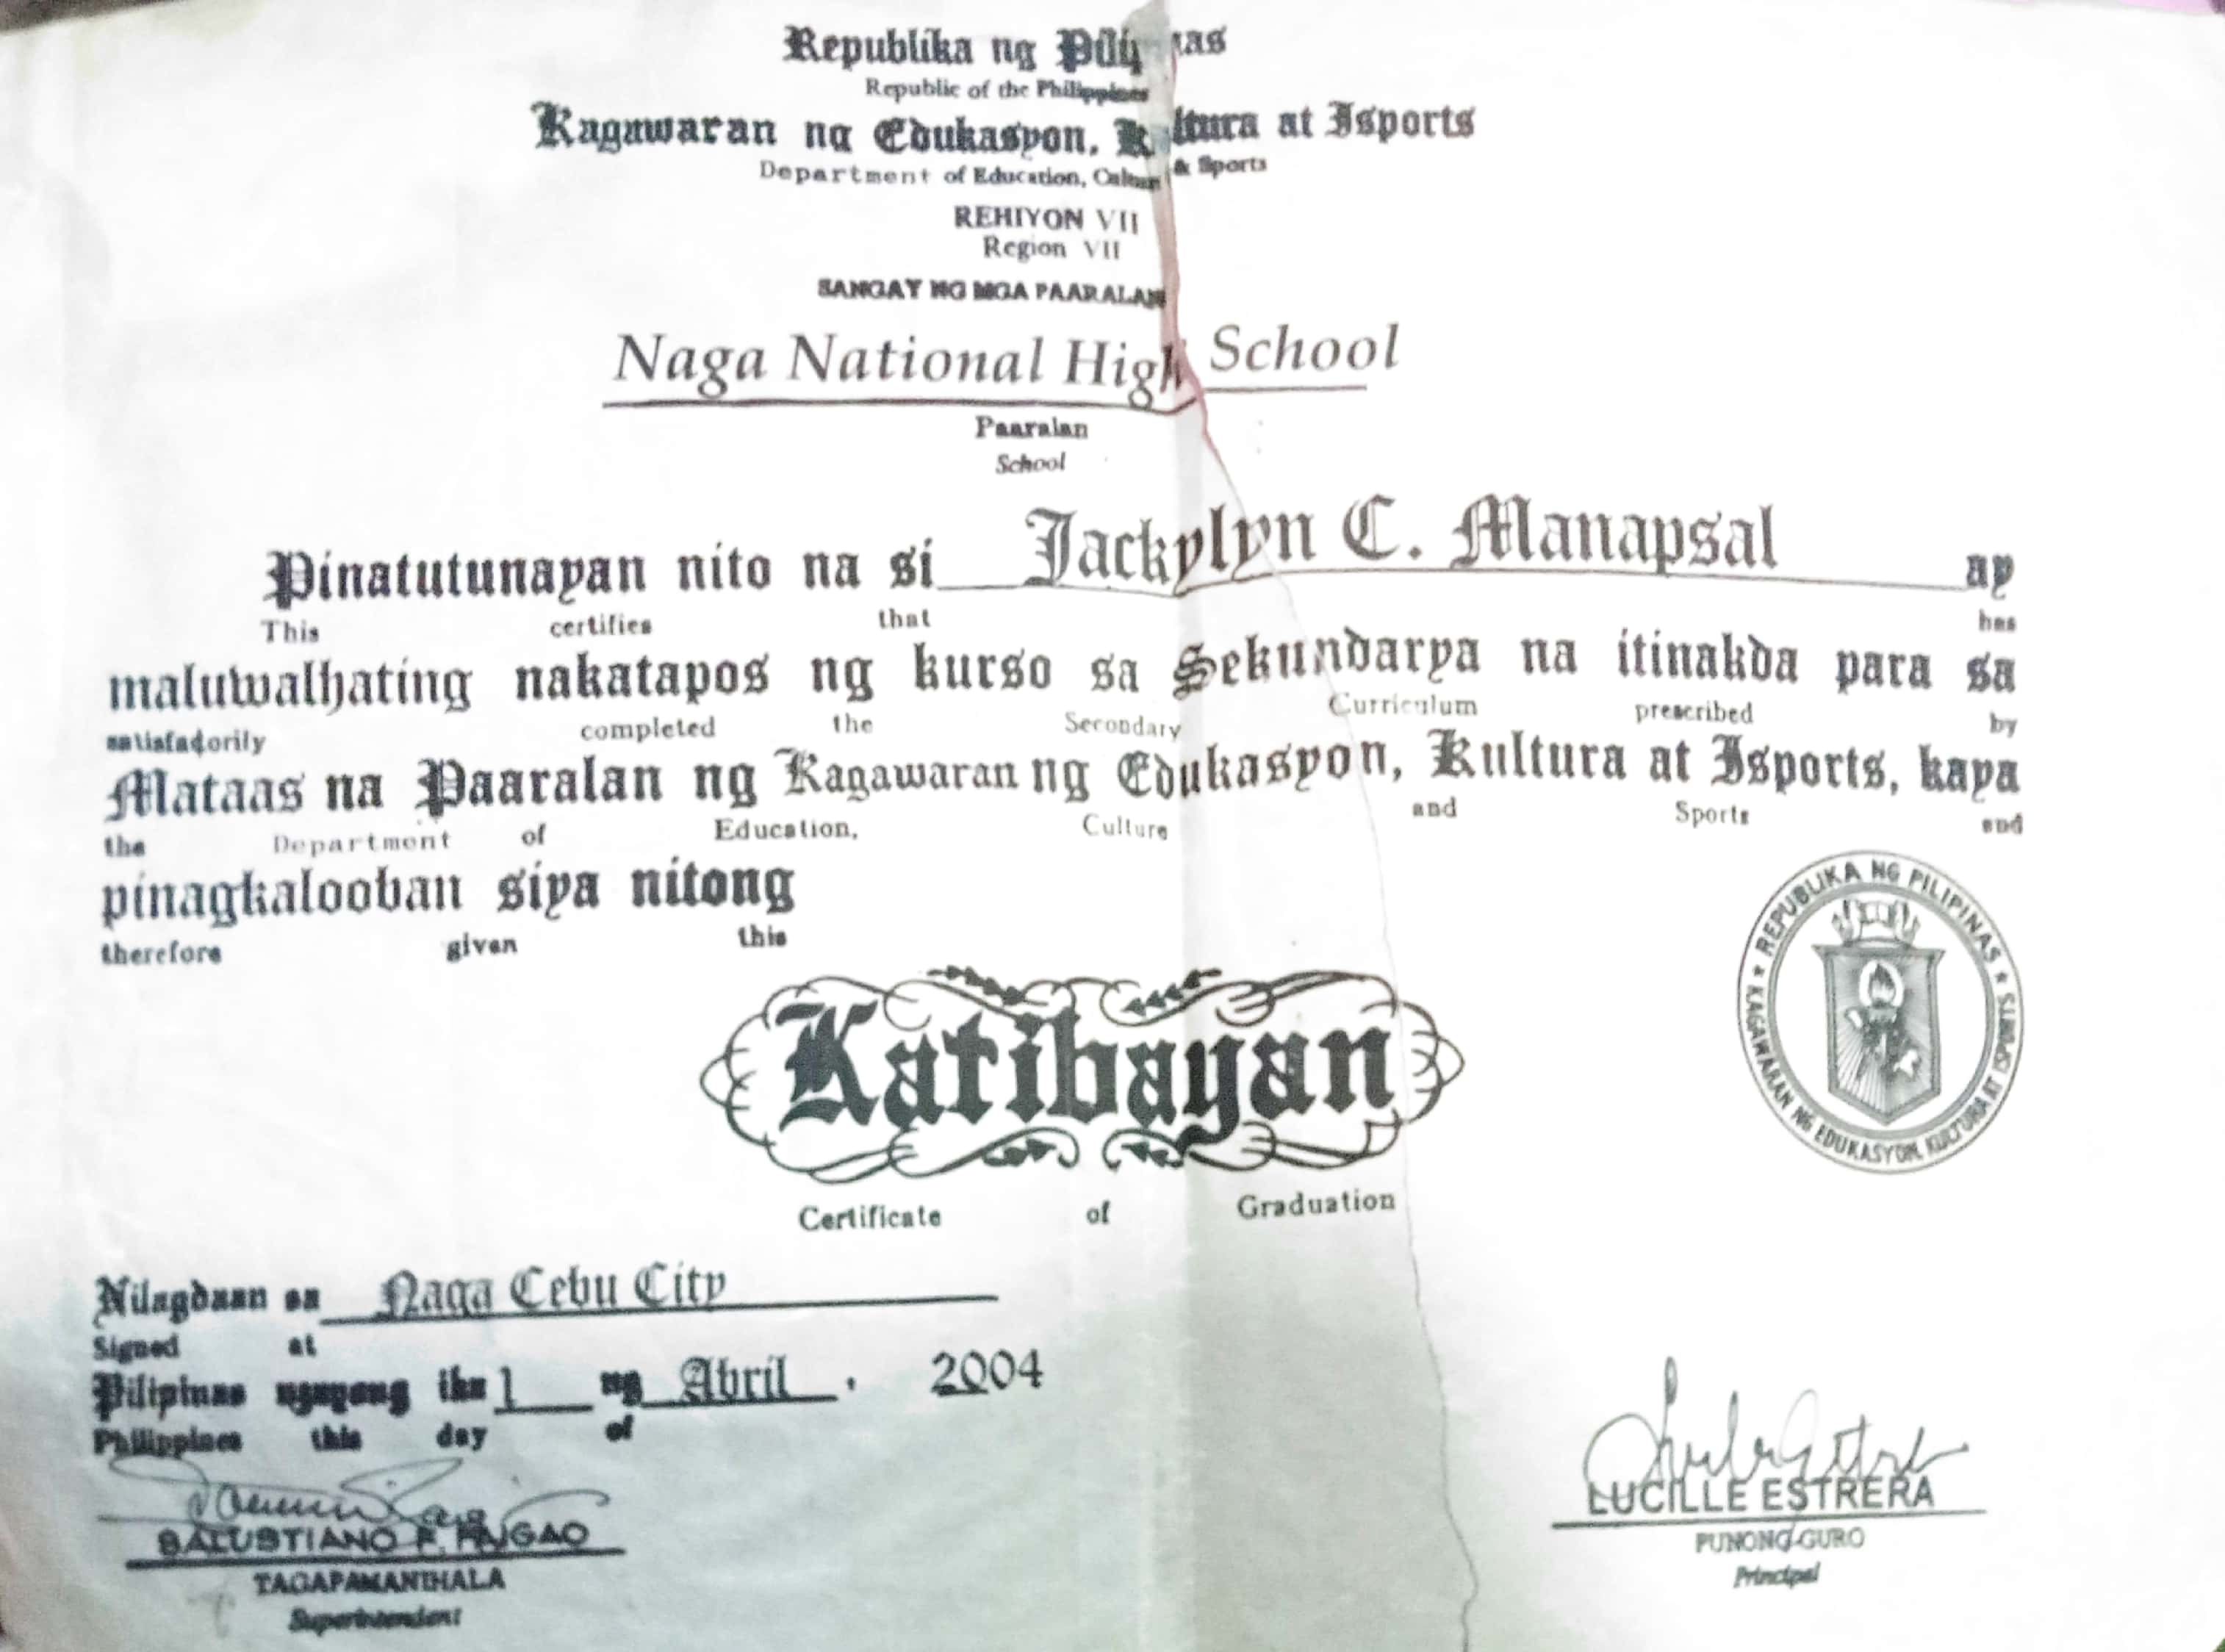 Republika ng Pilipinas
Republic of the Philippines
Kagawaran ng Edukasyon, Kultura at Isports
Department of Education, Culture & Sports
REHIYON VII
Region VII
SANGAY NG MGA PAARALAN
Naga National High School
Paaralan
School
Pinatutunayan nito na si Jackylyn C. Manapsal ay
This certifies that has
maluwalhating nakatapos ng kurso sa Sekundarya na itinakda para sa
satisfactorily completed the Secondary Curriculum prescribed by
Mataas na Paaralan ng Kagawaran ng Edukasyon, Kultura at Isports, kaya
the Department of Education, Culture and Sports and
pinagkalooban siya nitong
therefore given this
REPUBLIKA NG PILIPINAS
KAGAWARAN NG EDUKASYON, KULTURA AT ISPORTS
Katibayan
Certificate of Graduation
Nilagdaan sa Naga Cebu City
Signed at
Pilipinas ngayong ika 1 ng Abril, 2004
Philippines this day of
LUCILLE ESTRERA
PUNONG-GURO
Principal
TAGAPAMANIHALA
Superintendent